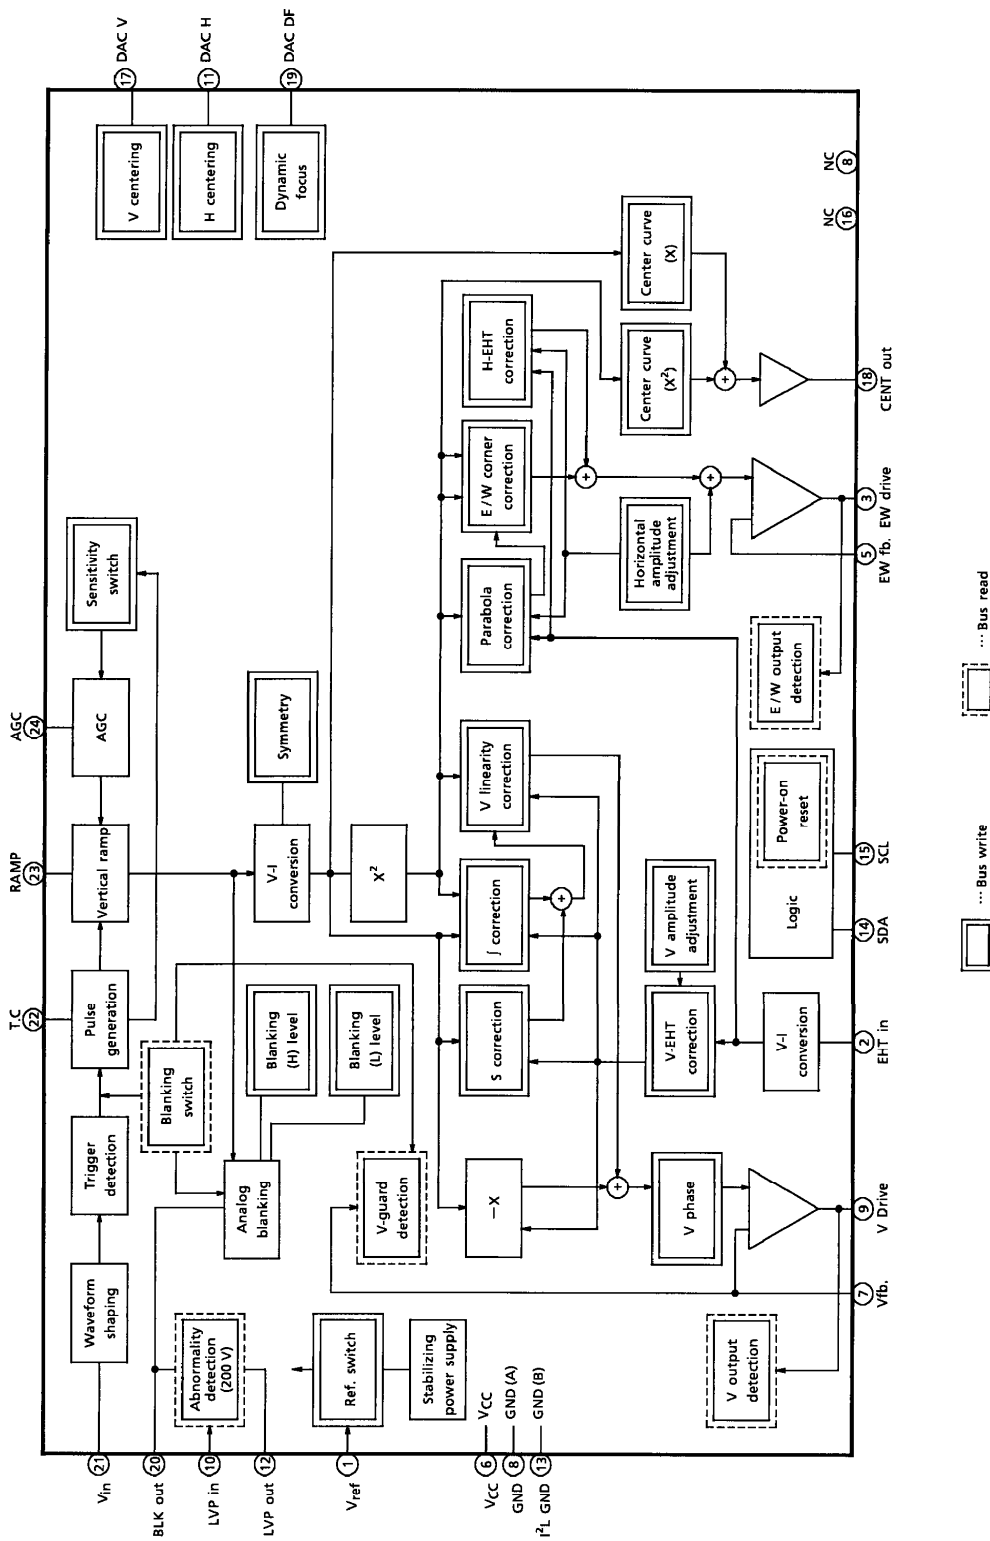 17 DAC V
11 DAC H
19 DAC DF
V centering
H centering
Dynamic
focus
NC
8
NC
16
Center curve
(X)
Center curve
(X²)
H-EHT
correction
E/W corner
correction
Parabola
correction
Horizontal
amplitude
adjustment
+
+
+
18
CENT out
3
EW drive
5
EW fb.
E/W output
detection
Sensitivity
switch
AGC
24
AGC
RAMP
23
Vertical ramp
Symmetry
V-I
conversion
X²
V linearity
correction
∫ correction
+
S correction
V amplitude
adjustment
V-EHT
correction
V-I
conversion
Power-on
reset
Logic
15
SCL
14
SDA
2
EHT in
T.C
22
Pulse
generation
Blanking
switch
Trigger
detection
Blanking
(H) level
Blanking
(L) level
Analog
blanking
V-guard
detection
−X
+
V phase
9
V Drive
7
Vfb.
V output
detection
Waveform
shaping
Abnormality
detection
(200 V)
Ref. switch
Stabilizing
power supply
Vin 21
BLK out 20
LVP in 10
LVP out 12
Vref 1
VCC 6 VCC
GND 8 GND (A)
I²L GND 13 GND (B)
··· Bus write
··· Bus read